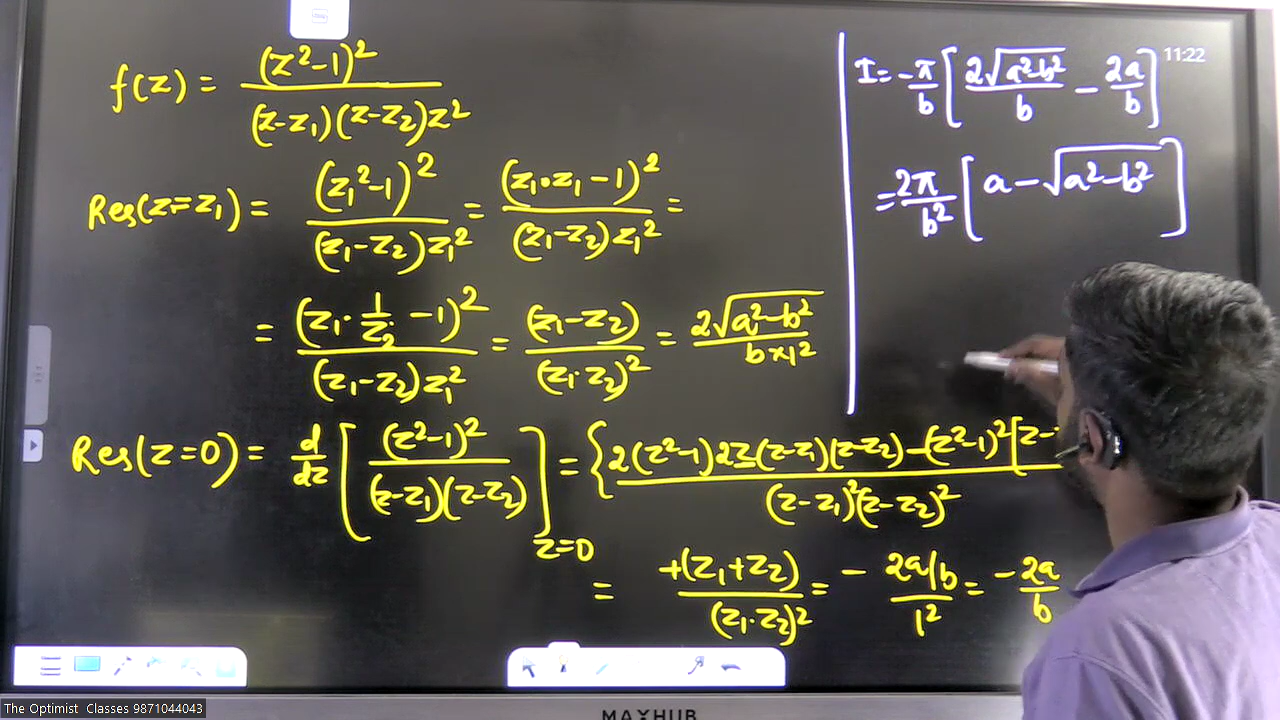 f(z) = (z²-1)² / (z-z₁)(z-z₂)z²
Res(z=z₁) = (z₁²-1)² / (z₁-z₂)z₁² = (z₁·z₁-1)² / (z₁-z₂)z₁² =
= (z₁·1/z₂-1)² / (z₁-z₂)z₁² = (z₁-z₂) / (z₁·z₂)² = 2√(a²-b²) / b×1²
Res(z=0) = d/dz [ (z²-1)² / (z-z₁)(z-z₂) ]z=0 = { 2(z²-1)2z(z-z₁)(z-z₂) - (z²-1)²[z- / (z-z₁)²(z-z₂)²
= +(z₁+z₂) / (z₁·z₂)² = - 2a/b / 1² = - 2a / b
11:22
I = -π/b [ 2√(a²-b²) / b - 2a/b ]
= 2π/b² [ a - √(a²-b²) ]
The Optimist Classes 9871044043
MAXHUB